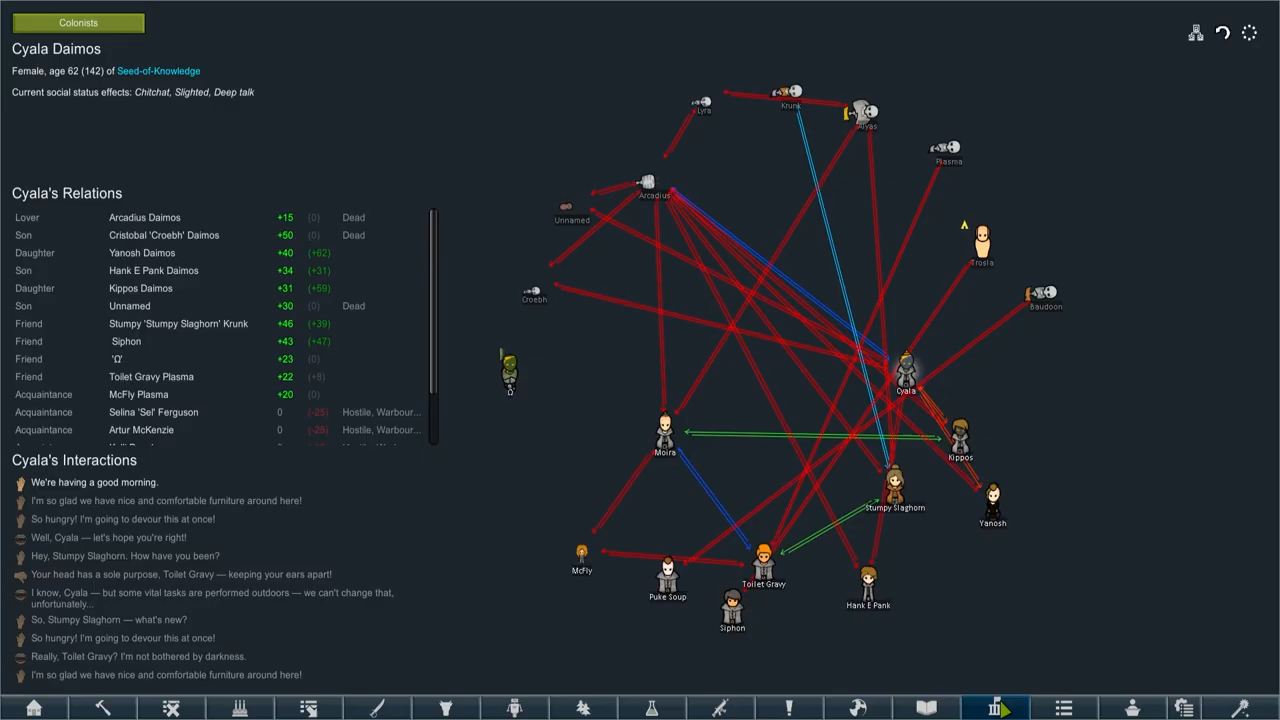 Colonists
Cyala Daimos
Female, age 62 (142) of Seed-of-Knowledge
Current social status effects: Chitchat, Slighted, Deep talk
Cyala's Relations
Lover Arcadius Daimos +15 (0) Dead
Son Cristobal 'Croebh' Daimos +50 (0) Dead
Daughter Yanosh Daimos +40 (+62)
Son Hank E Pank Daimos +34 (+31)
Daughter Kippos Daimos +31 (+59)
Son Unnamed +30 (0) Dead
Friend Stumpy 'Stumpy Slaghorn' Krunk +46 (+39)
Friend Siphon +43 (+47)
Friend 'Ω' +23 (0)
Friend Toilet Gravy Plasma +22 (+8)
Acquaintance McFly Plasma +20 (0)
Acquaintance Selina 'Sel' Ferguson 0 (-25) Hostile, Warbour...
Acquaintance Artur McKenzie 0 Hostile, Warbour...
Cyala's Interactions
We're having a good morning.
I'm so glad we have nice and comfortable furniture around here!
So hungry! I'm going to devour this at once!
Well, Cyala — let's hope you're right!
Hey, Stumpy Slaghorn. How have you been?
Your head has a sole purpose, Toilet Gravy — keeping your ears apart!
I know, Cyala — but some vital tasks are performed outdoors — we can't change that,
unfortunately...
So, Stumpy Slaghorn — what's new?
So hungry! I'm going to devour this at once!
Really, Toilet Gravy? I'm not bothered by darkness.
I'm so glad we have nice and comfortable furniture around here!
Lyra
Krunk
Alyas
Plasma
Arcadius
Unnamed
Trosla
Croebh
Baudoon
Ω
Cyala
Moira
Kippos
Stumpy Slaghorn
Yanosh
McFly
Puke Soup
Toilet Gravy
Hank E Pank
Siphon